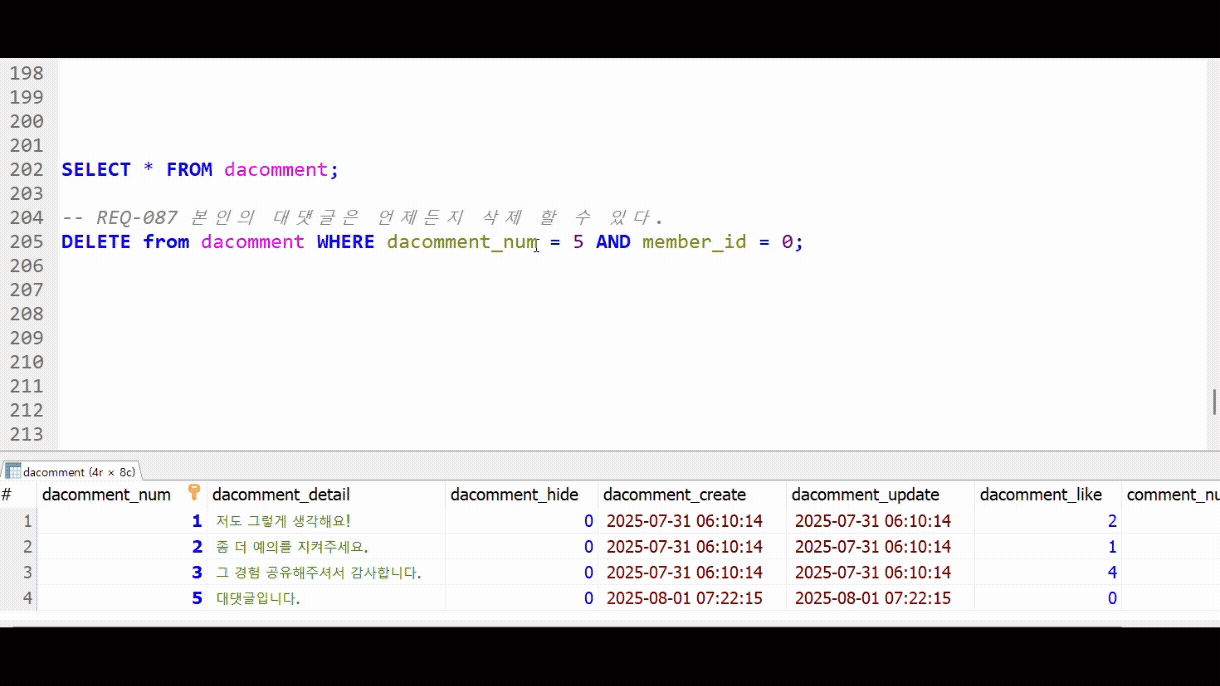 198
199
200
201
202 SELECT * FROM dacomment;
203
204 -- REQ-087 본인의 대댓글은 언제든지 삭제 할 수 있다.
205 DELETE from dacomment WHERE dacomment_num = 5 AND member_id = 0;
206
207
208
209
210
211
212
213
dacomment (4r × 8c)
# dacomment_num dacomment_detail dacomment_hide dacomment_create dacomment_update dacomment_like comment_nu
1 1 저도 그렇게 생각해요! 0 2025-07-31 06:10:14 2025-07-31 06:10:14 2
2 2 좀 더 예의를 지켜주세요. 0 2025-07-31 06:10:14 2025-07-31 06:10:14 1
3 3 그 경험 공유해주셔서 감사합니다. 0 2025-07-31 06:10:14 2025-07-31 06:10:14 4
4 5 대댓글입니다. 0 2025-08-01 07:22:15 2025-08-01 07:22:15 0